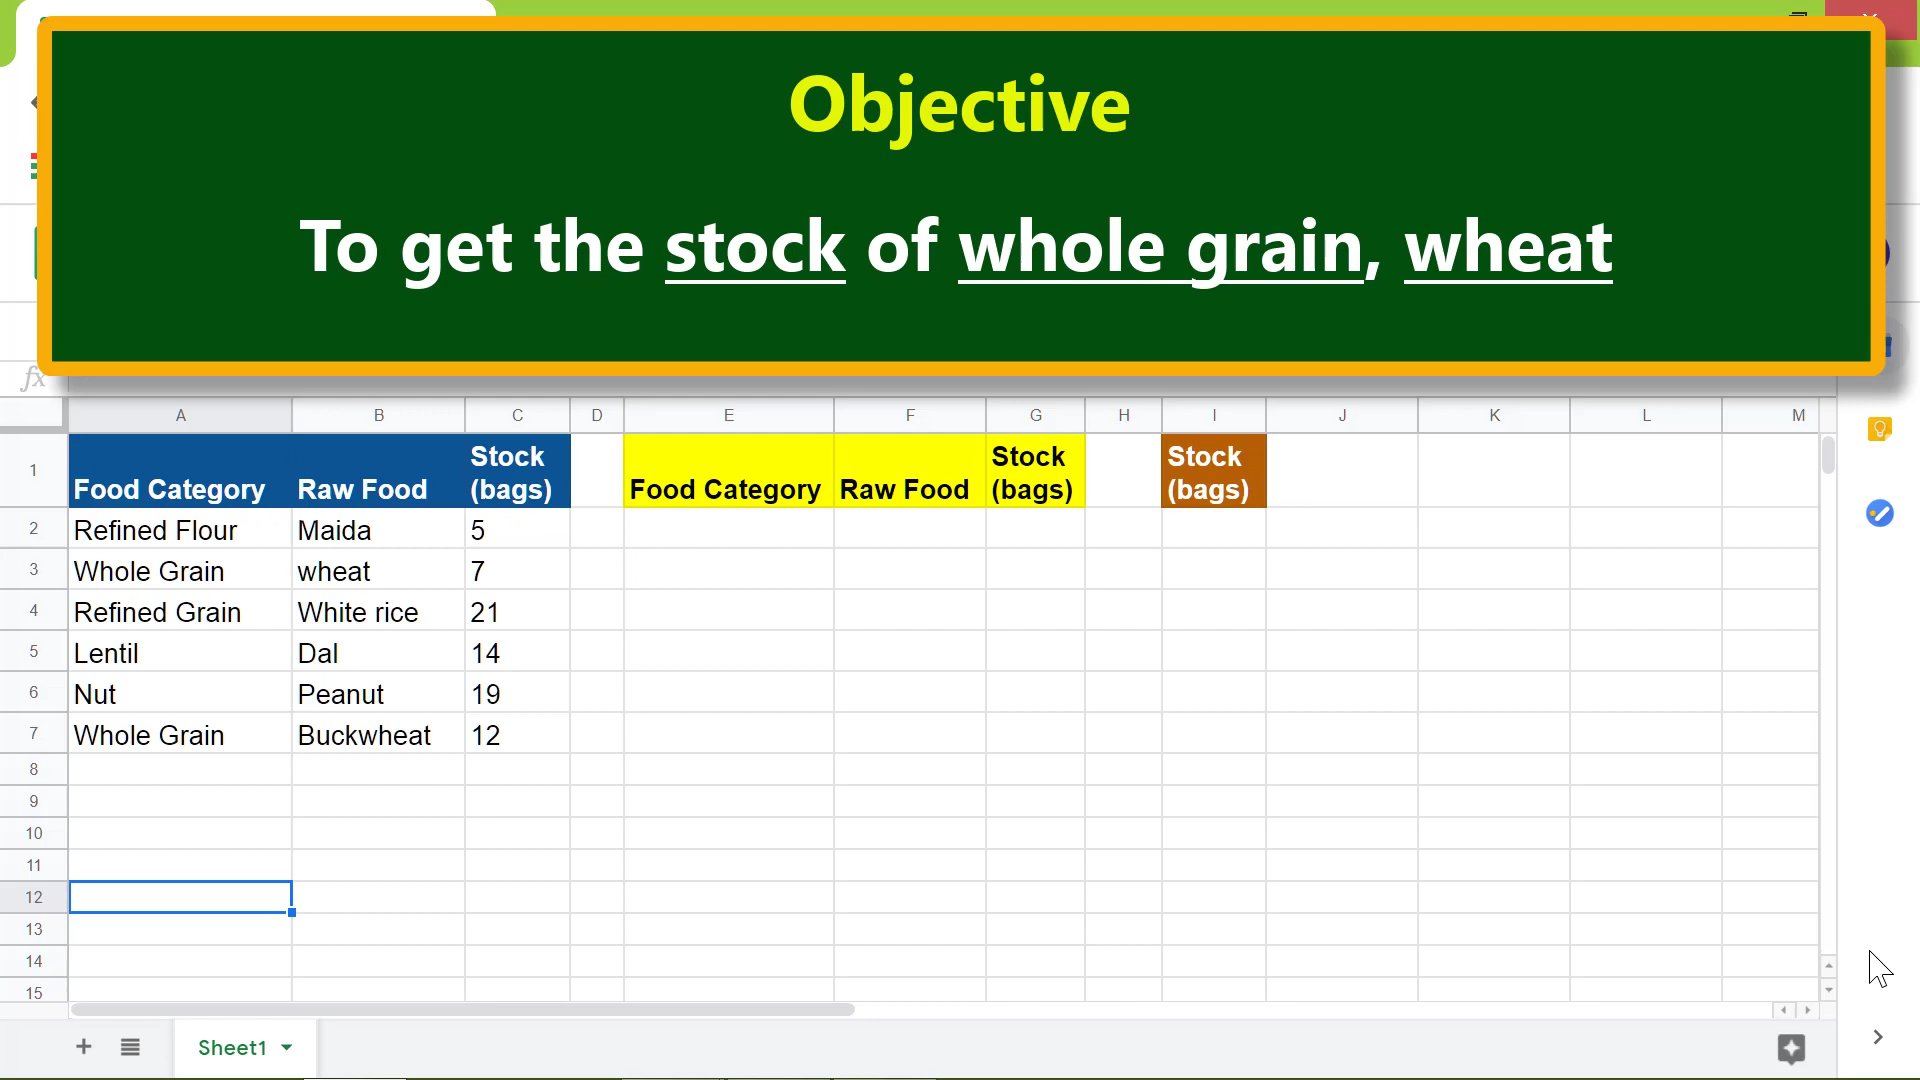 Objective
To get the stock of whole grain, wheat
fx
A B C D E F G H I J K L M
1 Food Category Raw Food Stock (bags) Food Category Raw Food Stock (bags) Stock (bags)
2 Refined Flour Maida 5
3 Whole Grain wheat 7
4 Refined Grain White rice 21
5 Lentil Dal 14
6 Nut Peanut 19
7 Whole Grain Buckwheat 12
8
9
10
11
12
13
14
15
Sheet1